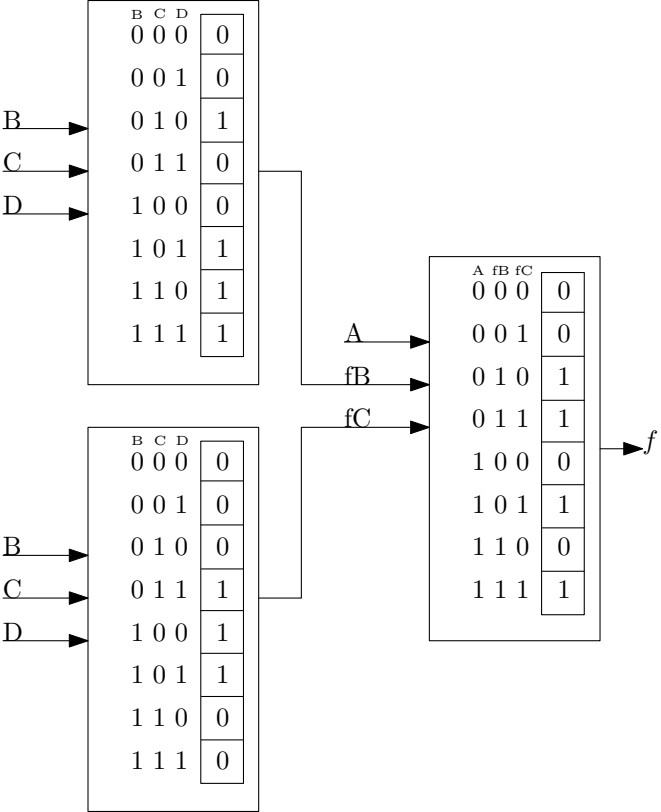 B C D
0 0 0 0
0 0 1 0
B
0 1 0 1
C
0 1 1 0
D
1 0 0 0
1 0 1 1
1 1 0 1
1 1 1 1
B C D
0 0 0 0
0 0 1 0
B
0 1 0 0
C
0 1 1 1
D
1 0 0 1
1 0 1 1
1 1 0 0
1 1 1 0
A fB fC
0 0 0 0
A
0 0 1 0
fB
0 1 0 1
fC
0 1 1 1
1 0 0 0
f
1 0 1 1
1 1 0 0
1 1 1 1